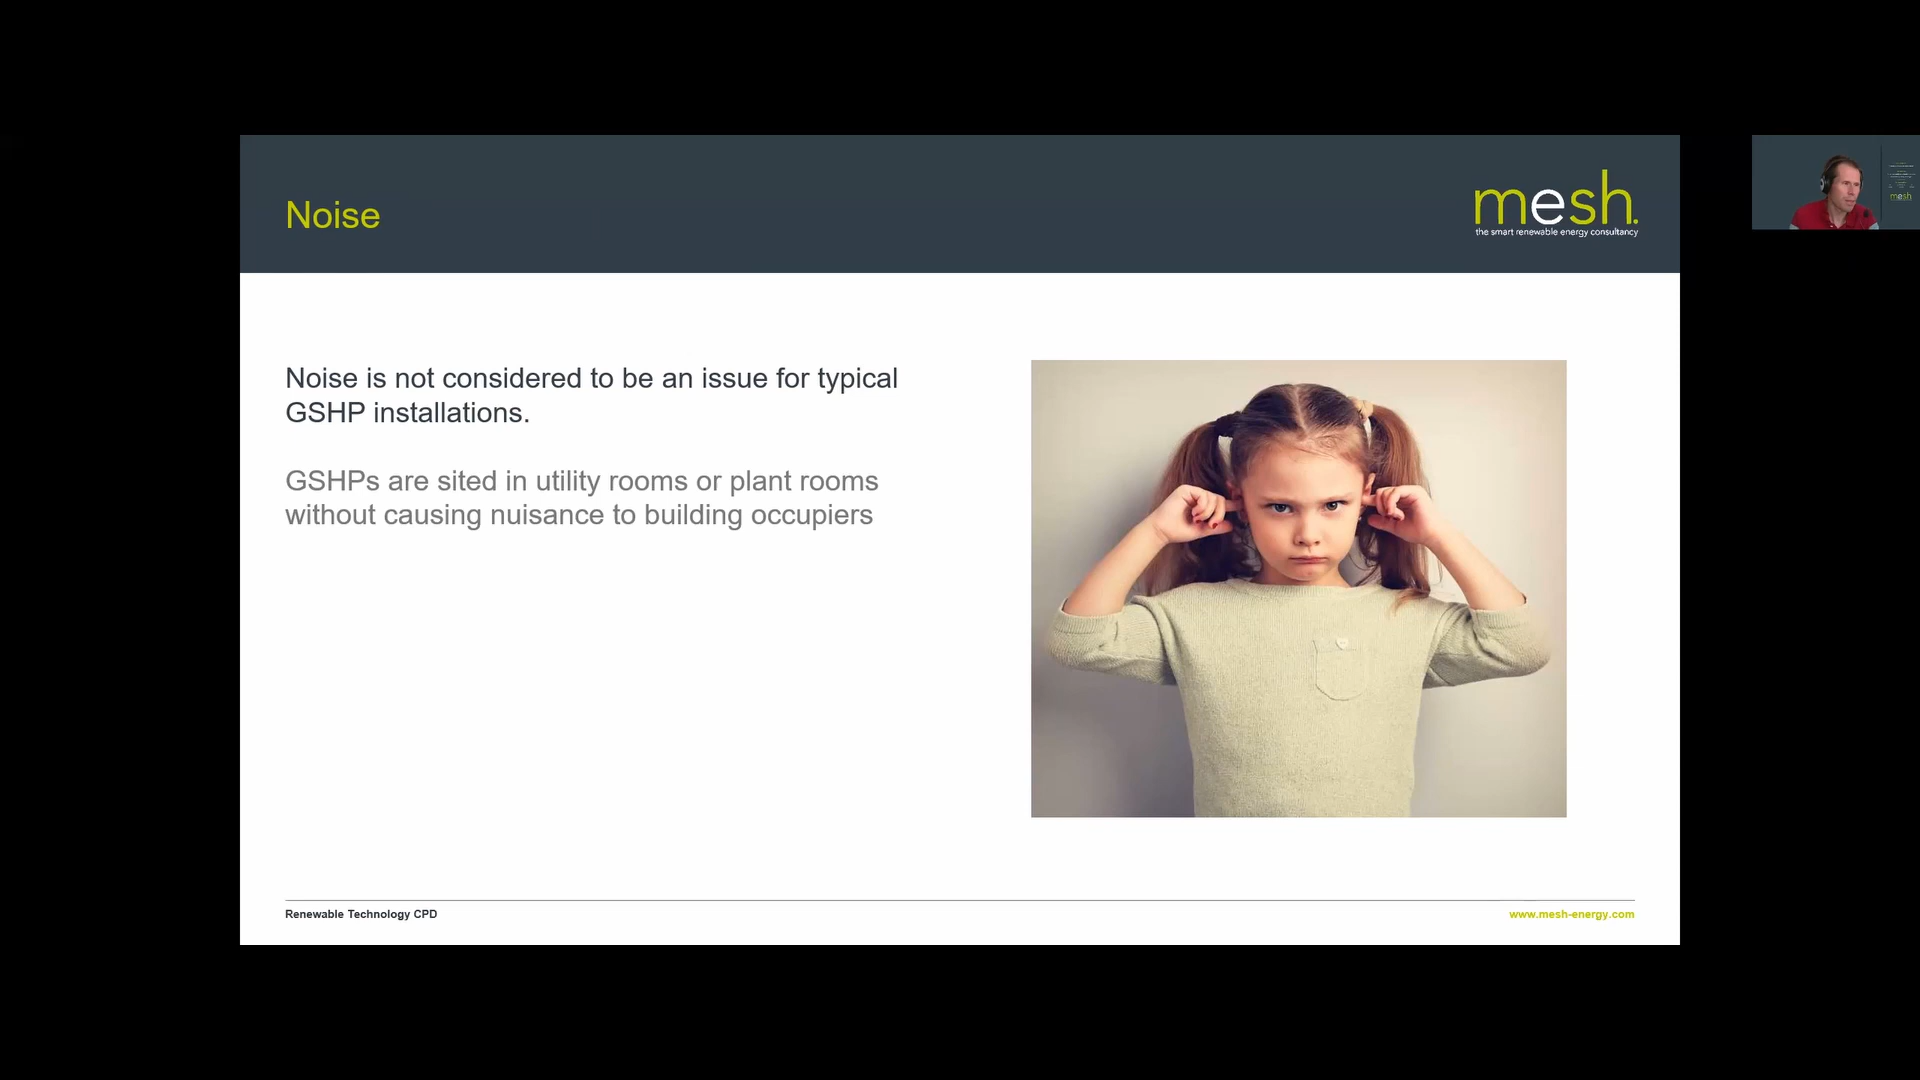 Noise
mesh.
the smart renewable energy consultancy
Noise is not considered to be an issue for typical
GSHP installations.
GSHPs are sited in utility rooms or plant rooms
without causing nuisance to building occupiers
Renewable Technology CPD
www.mesh-energy.com
mesh